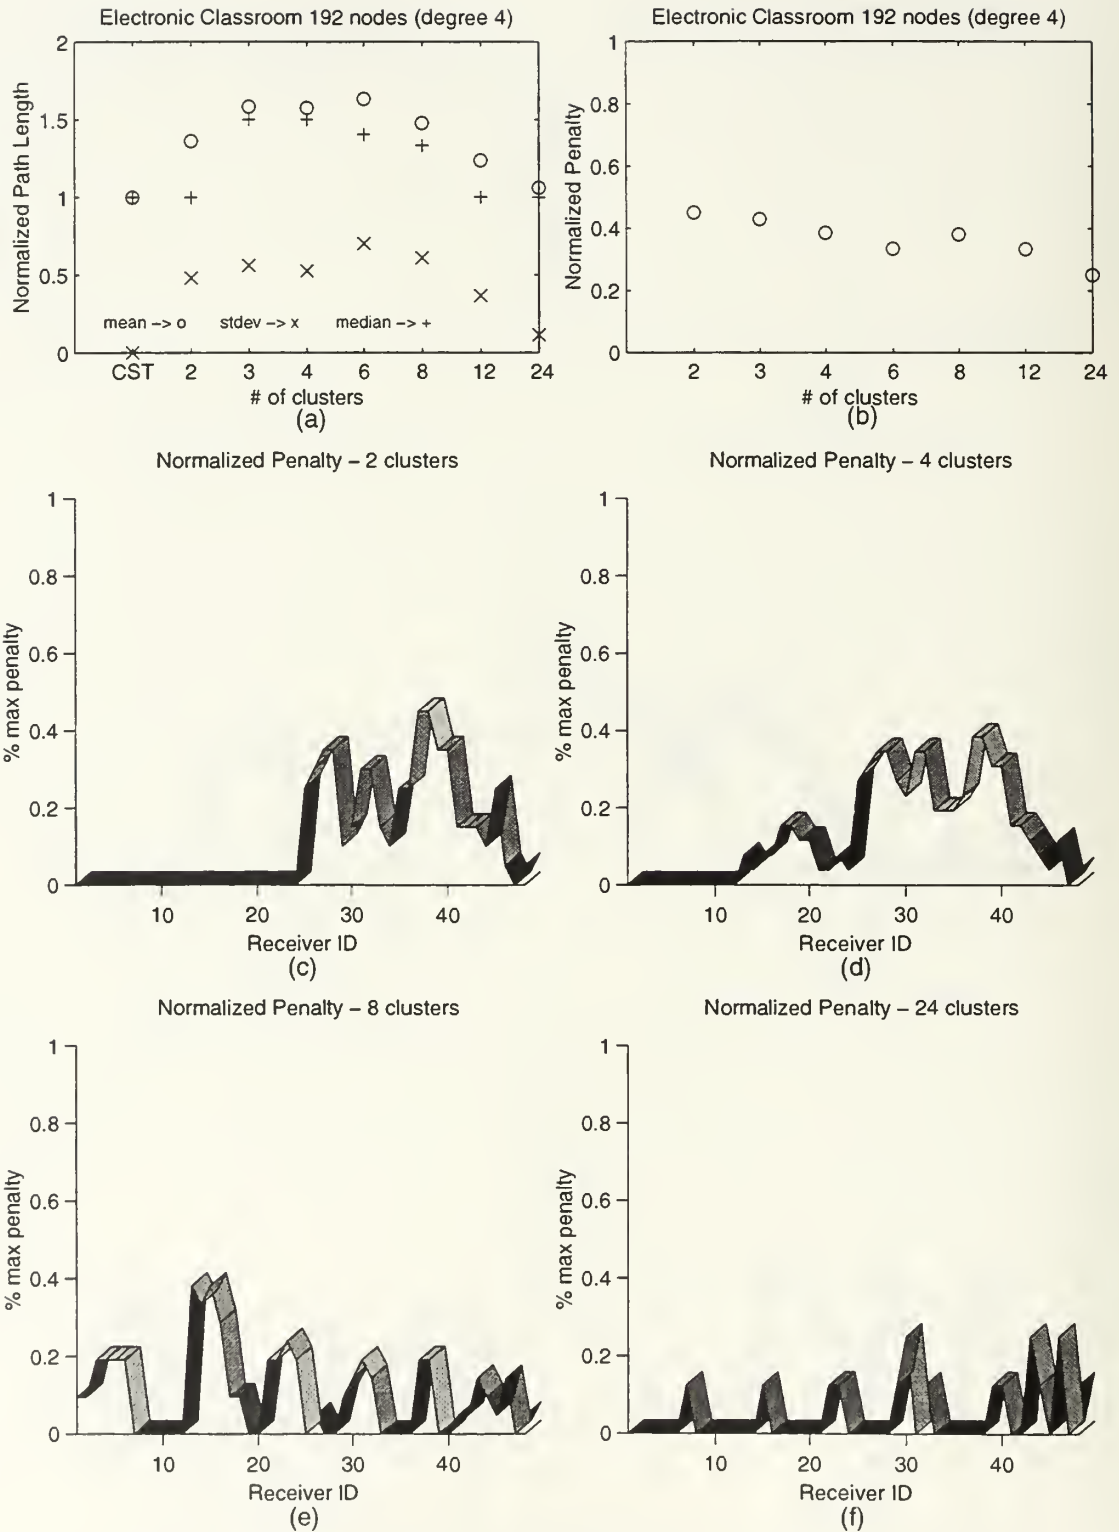 Electronic Classroom 192 nodes (degree 4)
2
1.5
1
0.5
0
Normalized Path Length
mean -> o stdev -> x median -> +
CST 2 3 4 6 8 12 24
# of clusters
(a)
Electronic Classroom 192 nodes (degree 4)
1
0.8
0.6
0.4
0.2
0
Normalized Penalty
2 3 4 6 8 12 24
# of clusters
(b)
Normalized Penalty – 2 clusters
1
0.8
0.6
0.4
0.2
0
% max penalty
10 20 30 40
Receiver ID
(c)
Normalized Penalty – 4 clusters
1
0.8
0.6
0.4
0.2
0
% max penalty
10 20 30 40
Receiver ID
(d)
Normalized Penalty – 8 clusters
1
0.8
0.6
0.4
0.2
0
% max penalty
10 20 30 40
Receiver ID
(e)
Normalized Penalty – 24 clusters
1
0.8
0.6
0.4
0.2
0
% max penalty
10 20 30 40
Receiver ID
(f)